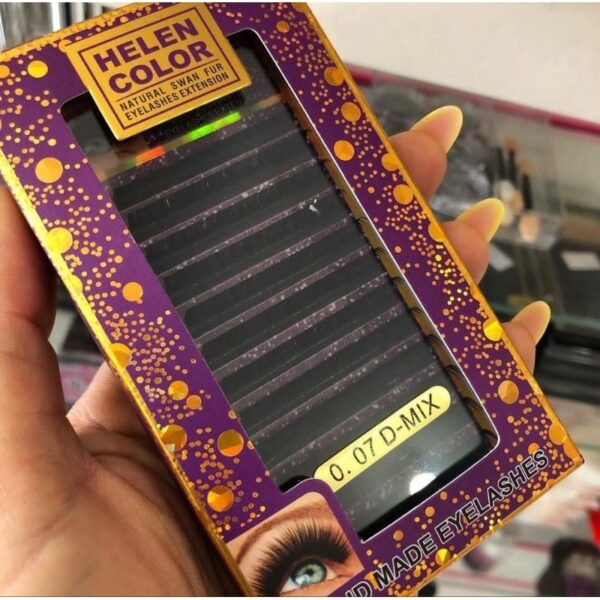 HELEN
COLOR
NATURAL SWAN FUR
EYELASHES EXTENSION
0.07 D-MIX
ND MADE EYELASHES